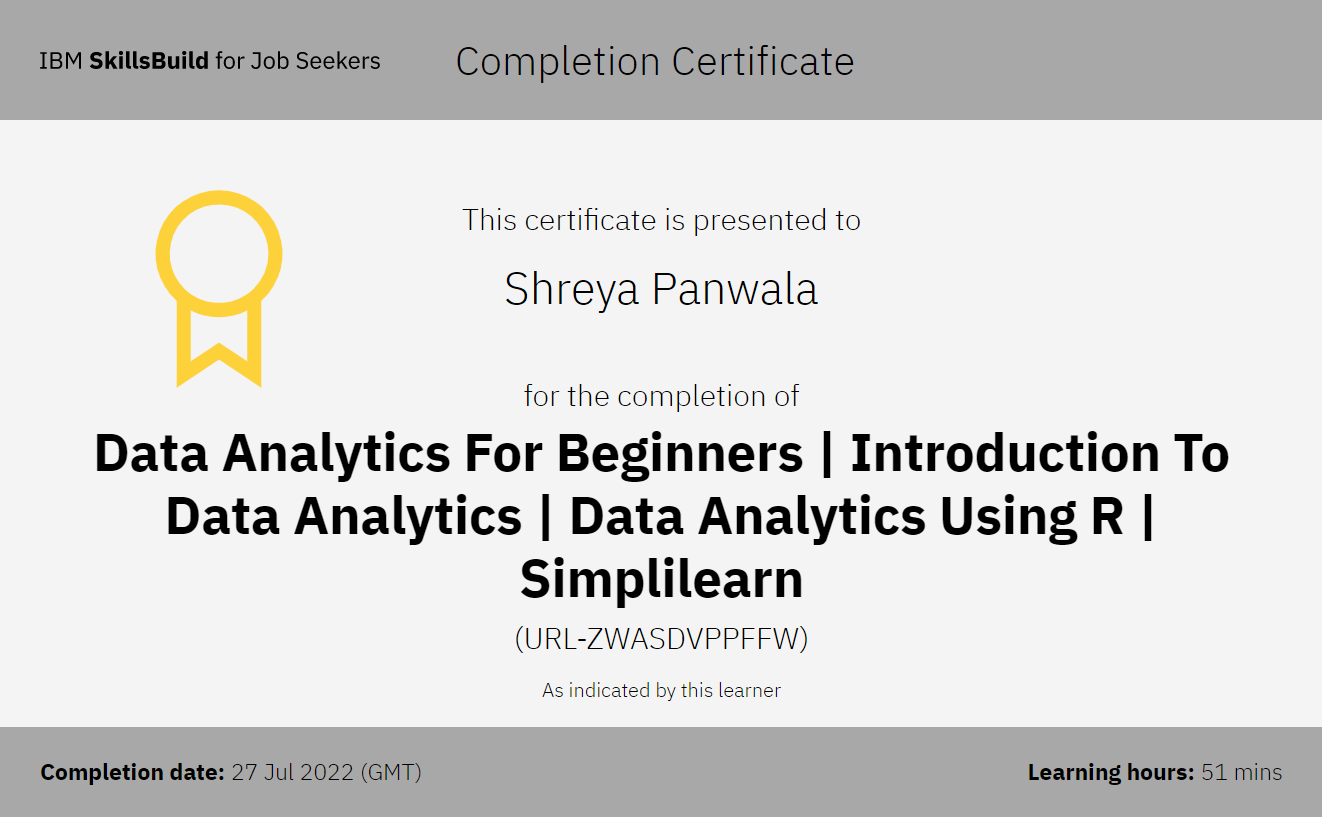 IBM SkillsBuild for Job Seekers
Completion Certificate
This certificate is presented to
Shreya Panwala
for the completion of
Data Analytics For Beginners | Introduction To
Data Analytics | Data Analytics Using R |
Simplilearn
(URL-ZWASDVPPFFW)
As indicated by this learner
Completion date: 27 Jul 2022 (GMT)
Learning hours: 51 mins